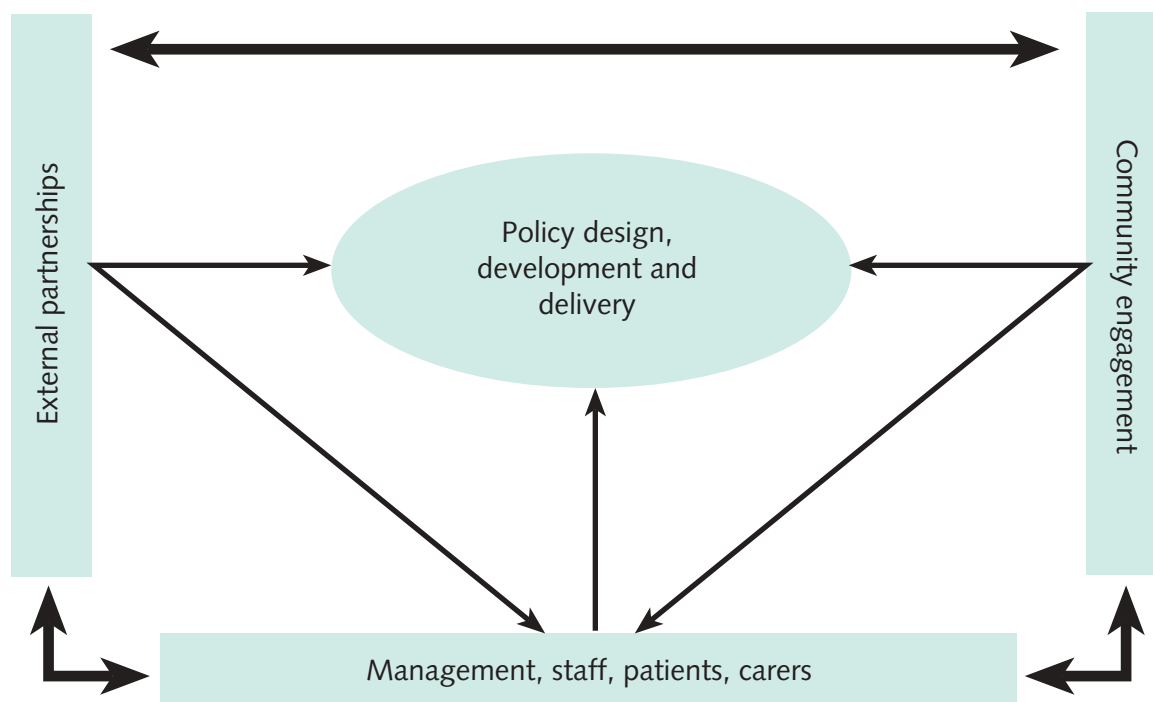 External partnerships
Policy design,
development and
delivery
Community engagement
Management, staff, patients, carers